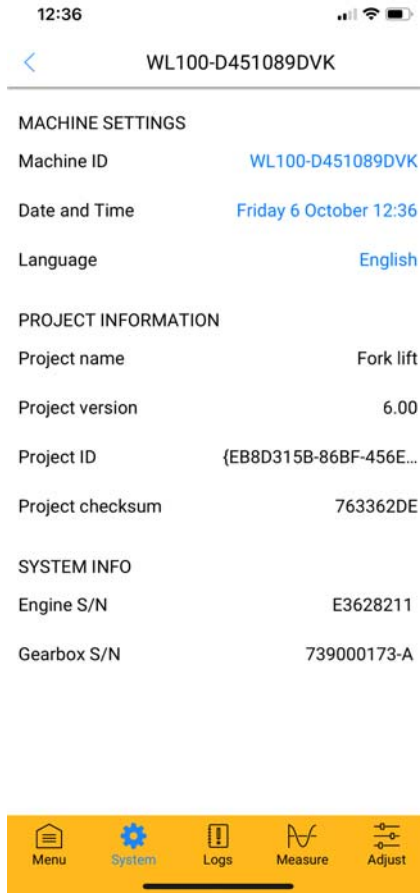 12:36
WL100-D451089DVK
MACHINE SETTINGS
Machine ID WL100-D451089DVK
Date and Time Friday 6 October 12:36
Language English
PROJECT INFORMATION
Project name Fork lift
Project version 6.00
Project ID {EB8D315B-86BF-456E...
Project checksum 763362DE
SYSTEM INFO
Engine S/N E3628211
Gearbox S/N 739000173-A
Menu System Logs Measure Adjust